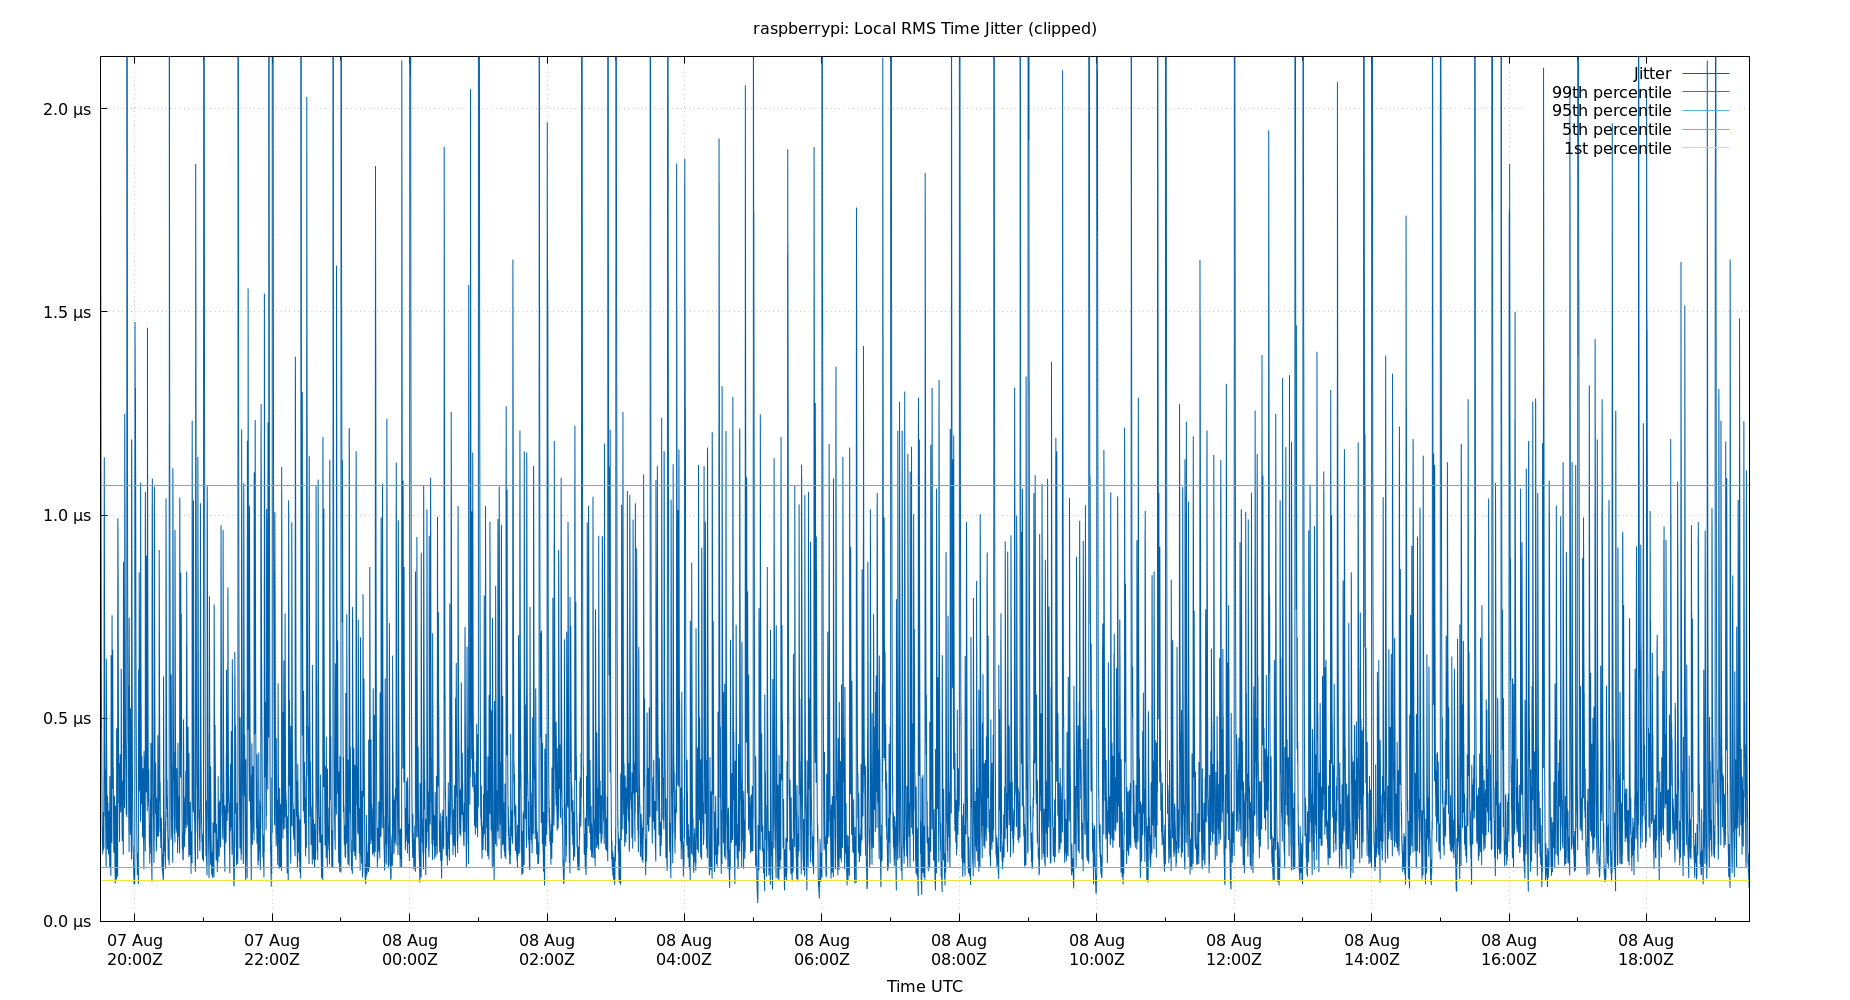 raspberrypi: Local RMS Time Jitter (clipped)
Jitter
99th percentile
95th percentile
5th percentile
1st percentile
2.0 µs
1.5 µs
1.0 µs
0.5 µs
0.0 µs
07 Aug 07 Aug 08 Aug 08 Aug 08 Aug 08 Aug 08 Aug 08 Aug 08 Aug 08 Aug 08 Aug 08 Aug
20:00Z 22:00Z 00:00Z 02:00Z 04:00Z 06:00Z 08:00Z 10:00Z 12:00Z 14:00Z 16:00Z 18:00Z
Time UTC